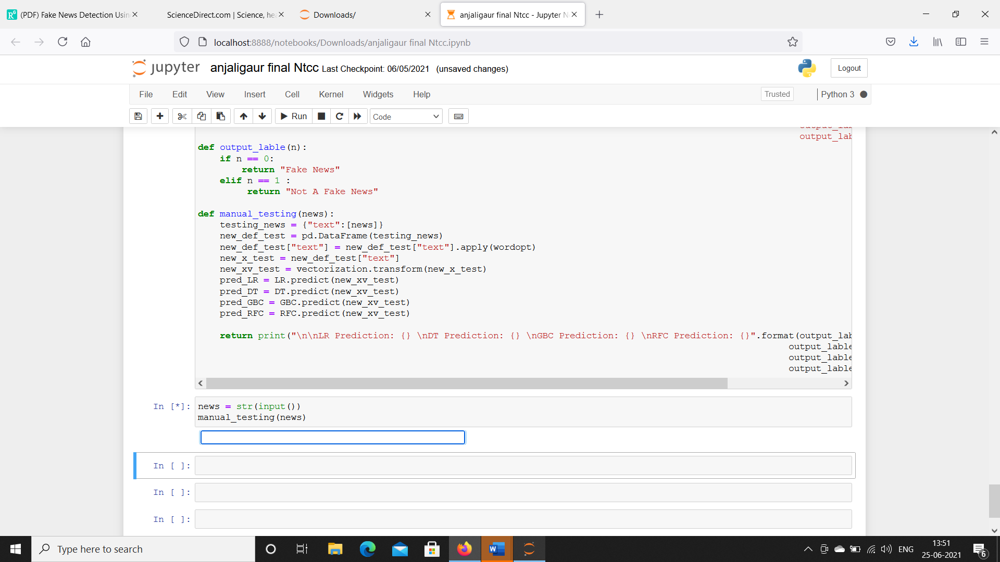 (PDF) Fake News Detection Usin
ScienceDirect.com | Science, hea
Downloads/
anjaligaur final Ntcc - Jupyter N
localhost:8888/notebooks/Downloads/anjaligaur final Ntcc.ipynb
jupyter anjaligaur final Ntcc Last Checkpoint: 06/05/2021 (unsaved changes)
Logout
File Edit View Insert Cell Kernel Widgets Help
Trusted
Python 3
Run
Code
output_lab
def output_lable(n):
    if n == 0:
        return "Fake News"
    elif n == 1 :
         return "Not A Fake News"
def manual_testing(news):
    testing_news = {"text":[news]}
    new_def_test = pd.DataFrame(testing_news)
    new_def_test["text"] = new_def_test["text"].apply(wordopt)
    new_x_test = new_def_test["text"]
    new_xv_test = vectorization.transform(new_x_test)
    pred_LR = LR.predict(new_xv_test)
    pred_DT = DT.predict(new_xv_test)
    pred_GBC = GBC.predict(new_xv_test)
    pred_RFC = RFC.predict(new_xv_test)
    return print("\n\nLR Prediction: {} \nDT Prediction: {} \nGBC Prediction: {} \nRFC Prediction: {}".format(output_lab
output_lable
output_lable
output_lable
In [*]: news = str(input())
manual_testing(news)
In [ ]:
In [ ]:
In [ ]:
Type here to search
W
ENG
13:51
25-06-2021
6